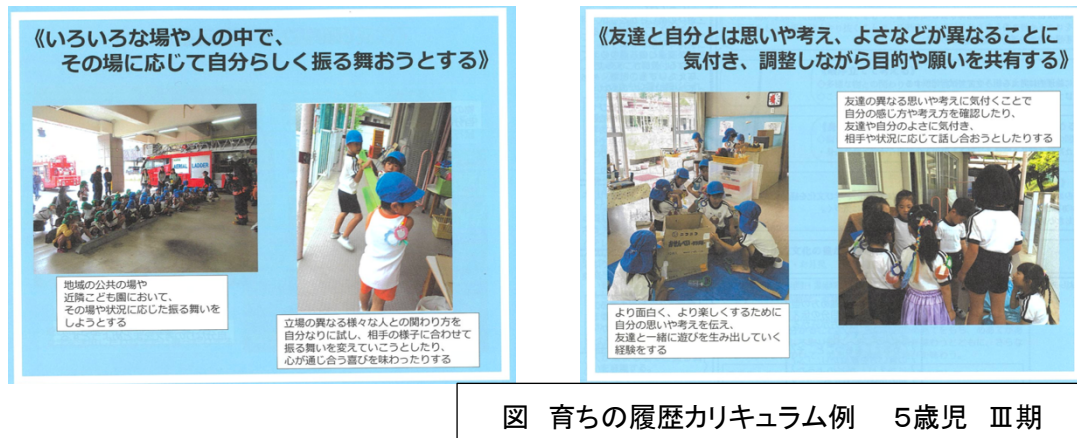 《いろいろな場や人の中で、
その場に応じて自分らしく振る舞おうとする》
AERIAL LADDER
地域の公共の場や
近隣こども園において、
その場や状況に応じた振る舞いを
しようとする
立場の異なる様々な人との関わり方を
自分なりに試し、相手の様子に合わせて
振る舞いを変えていこうとしたり、
心が通じ合う喜びを味わったりする
《友達と自分とは思いや考え、よさなどが異なることに
気付き、調整しながら目的や願いを共有する》
友達の異なる思いや考えに気付くことで
自分の感じ方や考え方を確認したり、
友達や自分のよさに気付き、
相手や状況に応じて話し合おうとしたりする
より面白く、より楽しくするために
自分の思いや考えを伝え、
友達と一緒に遊びを生み出していく
経験をする
図 育ちの履歴カリキュラム例 5歳児 Ⅲ期